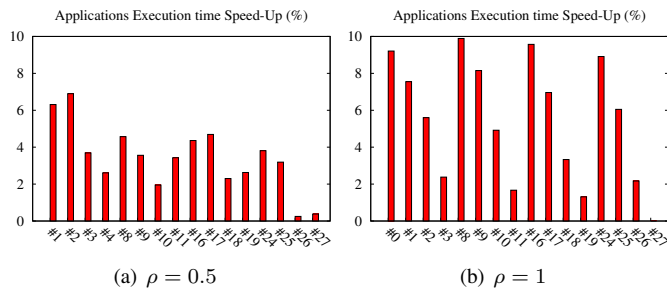 Applications Execution time Speed-Up (%)
10
8
6
4
2
0
#1 #2 #3 #4 #8 #9 #10 #11 #16 #17 #18 #19 #24 #25 #26 #27
(a) ρ = 0.5
Applications Execution time Speed-Up (%)
10
8
6
4
2
0
#0 #1 #2 #3 #8 #9 #10 #11 #16 #17 #18 #19 #24 #25 #26 #27
(b) ρ = 1